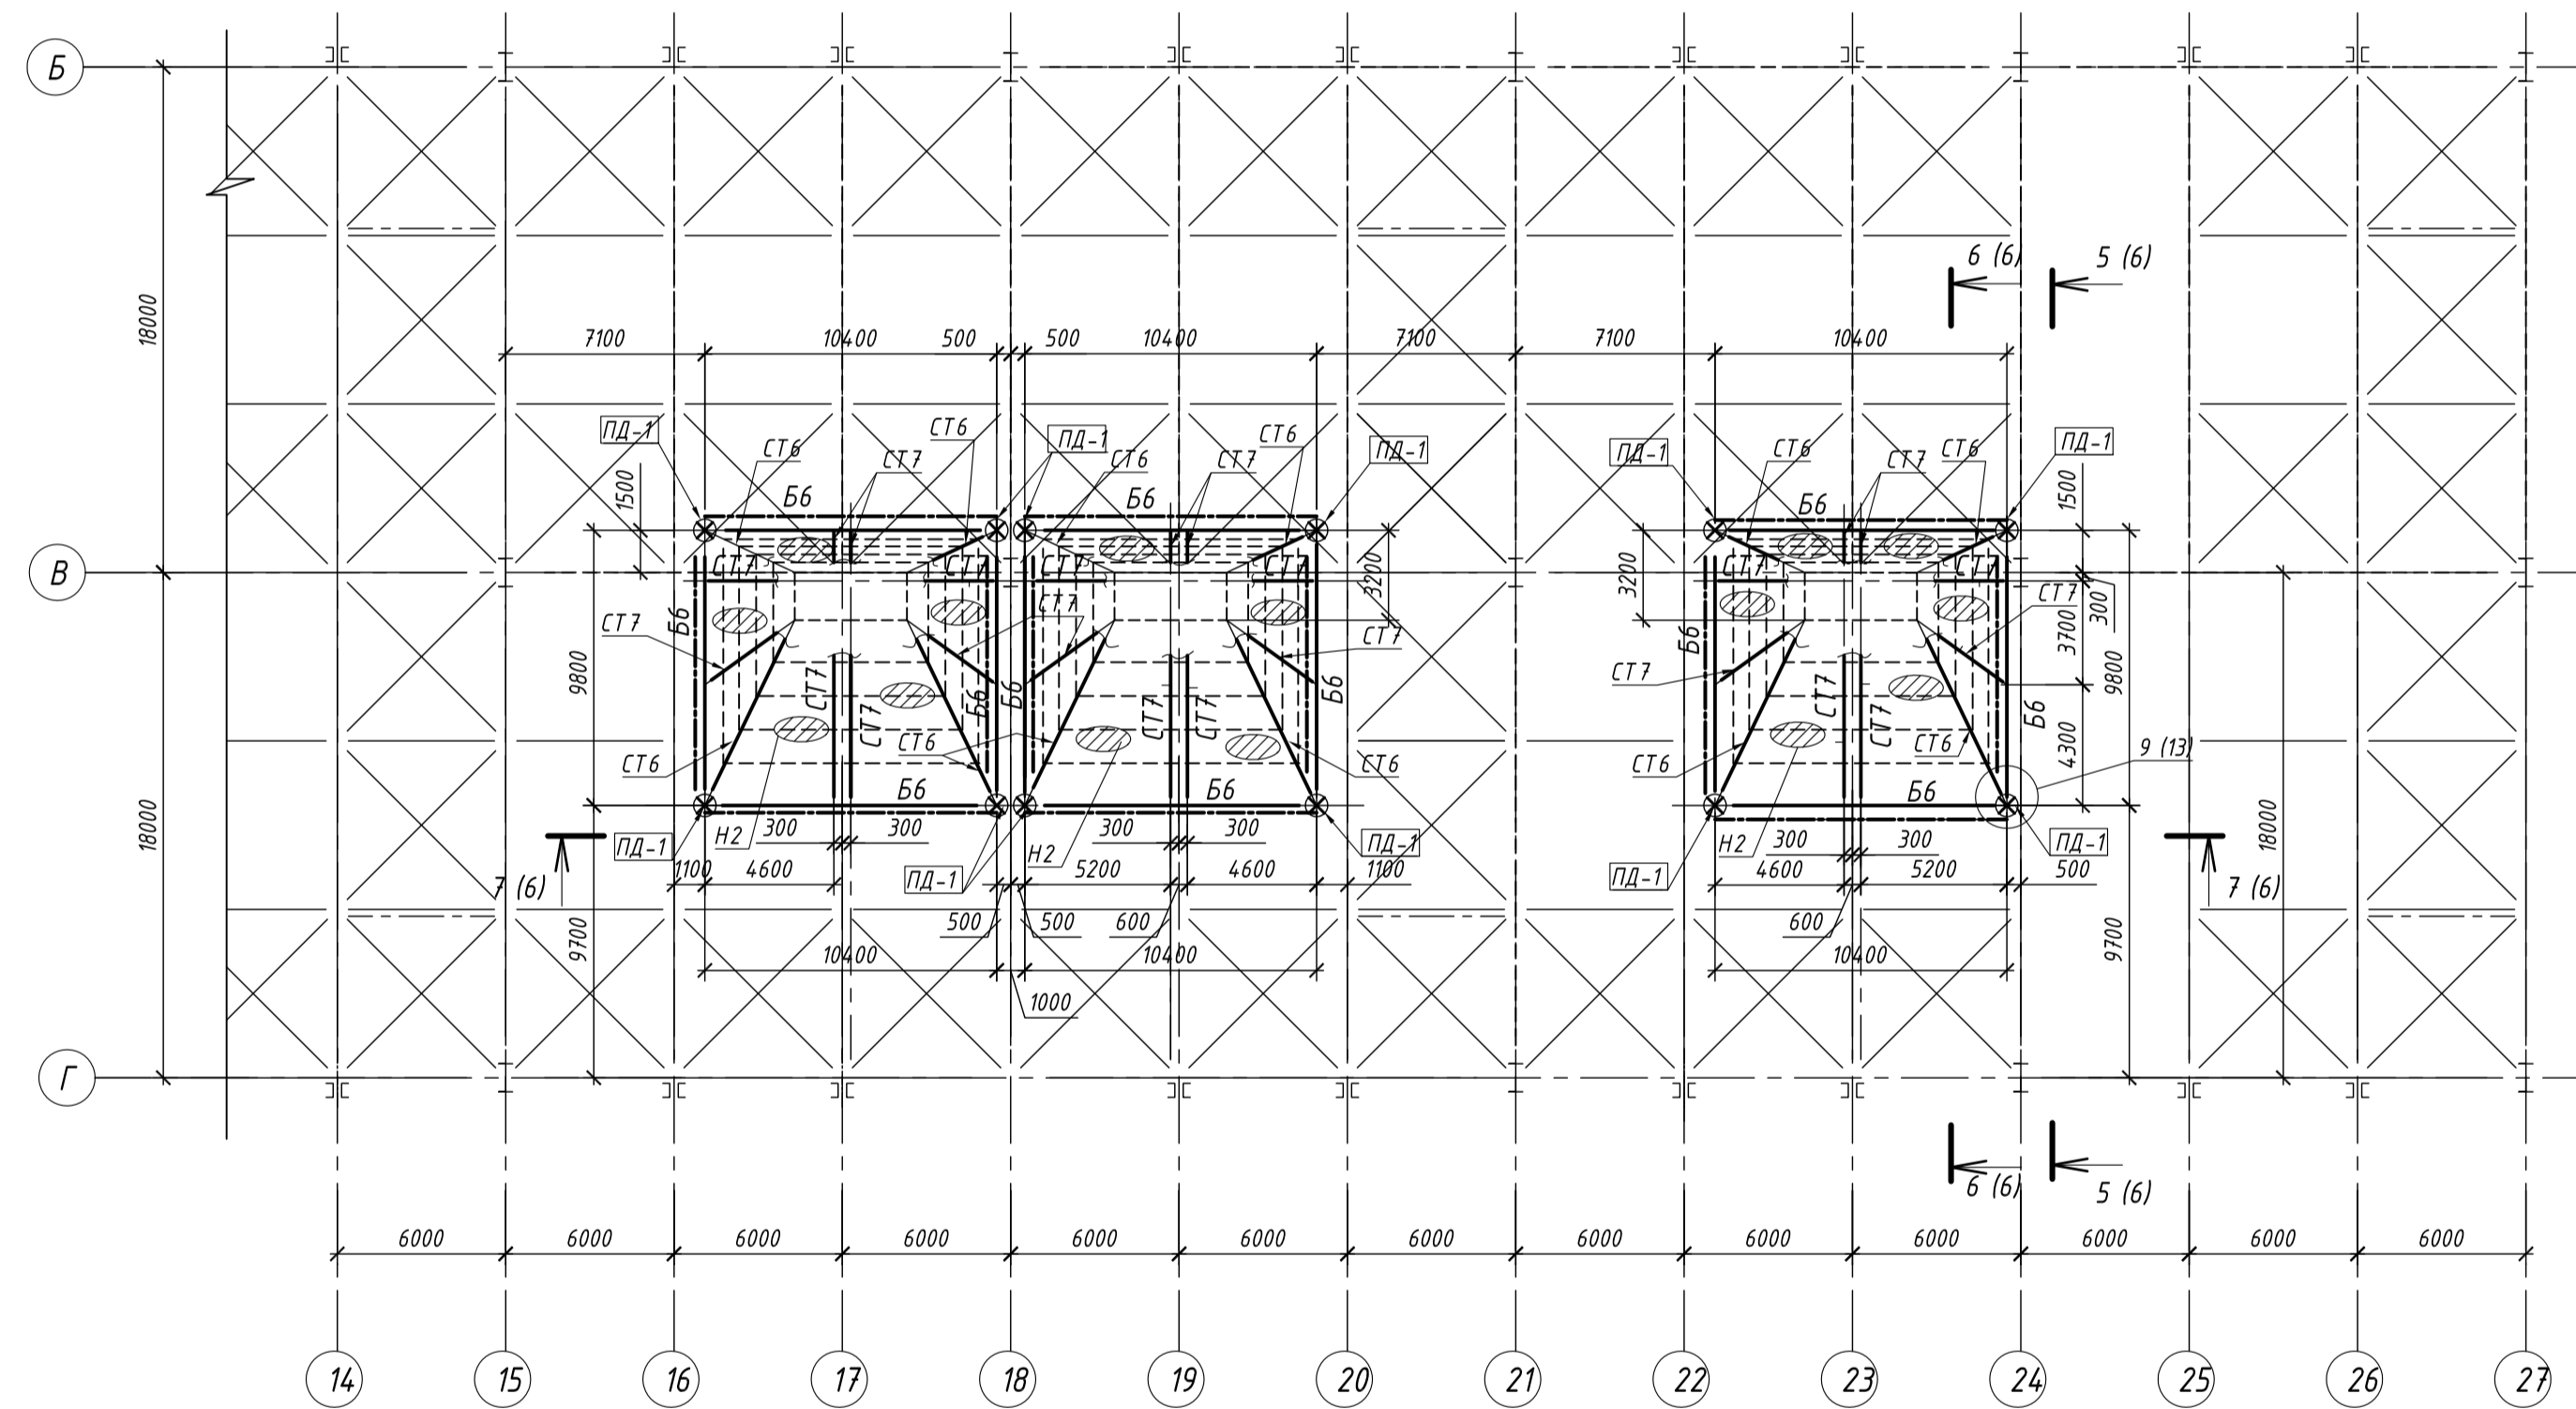 Б
6 (6)
5 (6)
18000
7100
10400
500
500
10400
7100
7100
10400
ПД-1
СТ6
СТ7
СТ6
ПД-1
СТ6
СТ7
СТ6
ПД-1
ПД-1
СТ6
СТ7
СТ6
ПД-1
1500
Б6
Б6
Б6
1500
В
СТ7
СТ7
СТ7
СТ7
3200
3200
СТ7
СТ7
300
СТ7
Б6
СТ7
СТ7
Б6
СТ7
3700
9800
СТ7
СТ7
Б6
Б6
СТ7
СТ7
Б6
СТ7
СТ7
СТ7
Б6
9800
СТ6
СТ6
СТ6
СТ6
СТ6
4300
9 (13)
Б6
Б6
Б6
18000
18000
Н2
300
300
300
300
Н2
300
300
Н2
ПД-1
ПД-1
ПД-1
7 (6)
1100
4600
ПД-1
5200
4600
1100
ПД-1
4600
5200
500
7 (6)
9700
500
500
600
600
9700
10400
10400
10400
1000
Г
6 (6)
5 (6)
6000
6000
6000
6000
6000
6000
6000
6000
6000
6000
6000
6000
6000
14
15
16
17
18
19
20
21
22
23
24
25
26
27